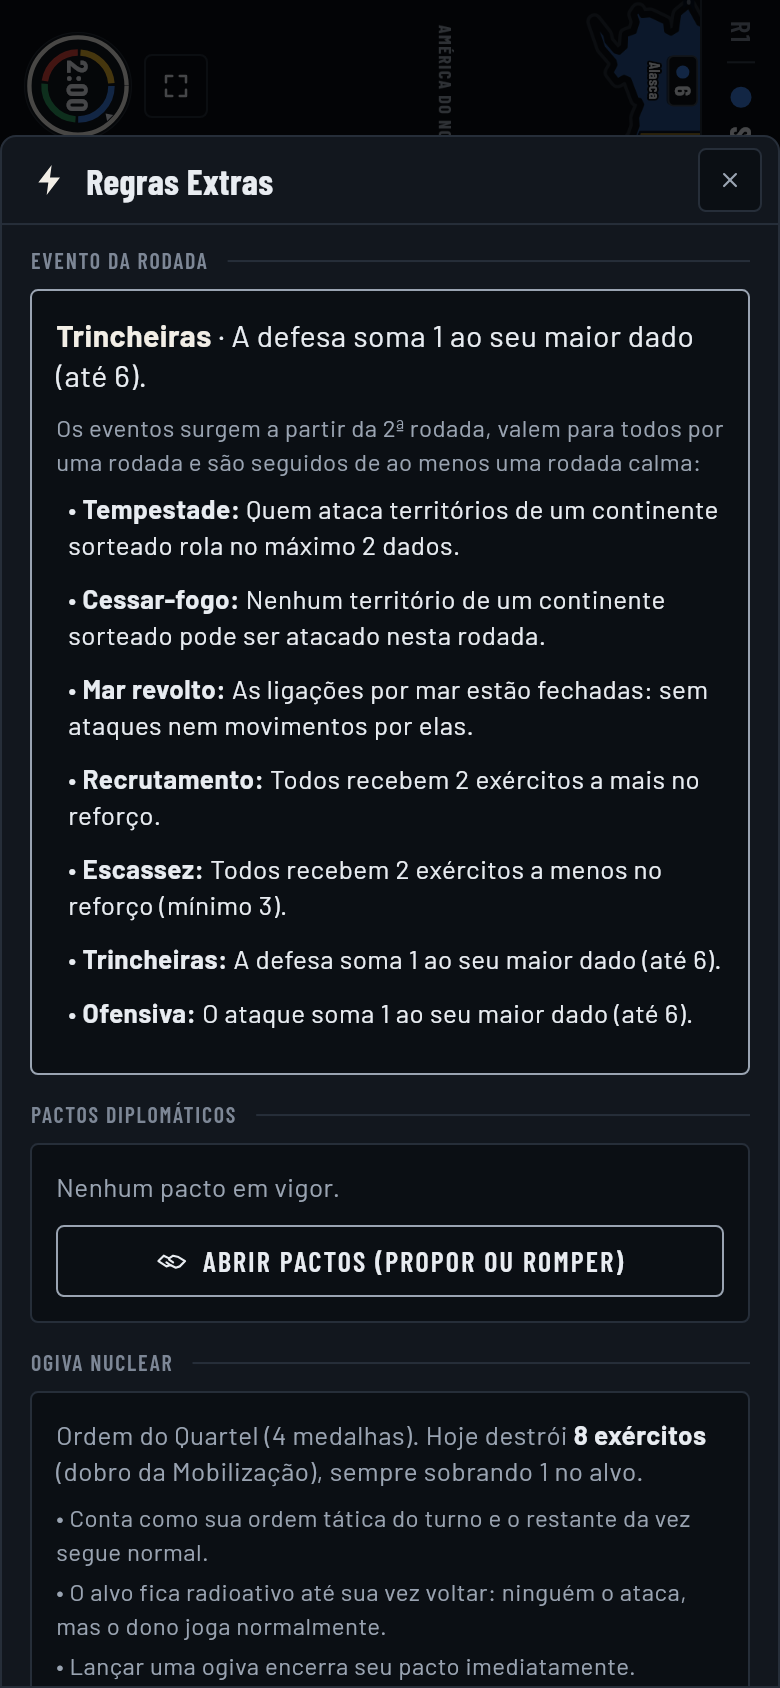 2:00
AMÉRICA DO NO
Alasca
6
R1
S
Regras Extras
EVENTO DA RODADA
Trincheiras · A defesa soma 1 ao seu maior dado
(até 6).
Os eventos surgem a partir da 2ª rodada, valem para todos por
uma rodada e são seguidos de ao menos uma rodada calma:
• Tempestade: Quem ataca territórios de um continente
sorteado rola no máximo 2 dados.
• Cessar-fogo: Nenhum território de um continente
sorteado pode ser atacado nesta rodada.
• Mar revolto: As ligações por mar estão fechadas: sem
ataques nem movimentos por elas.
• Recrutamento: Todos recebem 2 exércitos a mais no
reforço.
• Escassez: Todos recebem 2 exércitos a menos no
reforço (mínimo 3).
• Trincheiras: A defesa soma 1 ao seu maior dado (até 6).
• Ofensiva: O ataque soma 1 ao seu maior dado (até 6).
PACTOS DIPLOMÁTICOS
Nenhum pacto em vigor.
ABRIR PACTOS (PROPOR OU ROMPER)
OGIVA NUCLEAR
Ordem do Quartel (4 medalhas). Hoje destrói 8 exércitos
(dobro da Mobilização), sempre sobrando 1 no alvo.
• Conta como sua ordem tática do turno e o restante da vez
segue normal.
• O alvo fica radioativo até sua vez voltar: ninguém o ataca,
mas o dono joga normalmente.
• Lançar uma ogiva encerra seu pacto imediatamente.